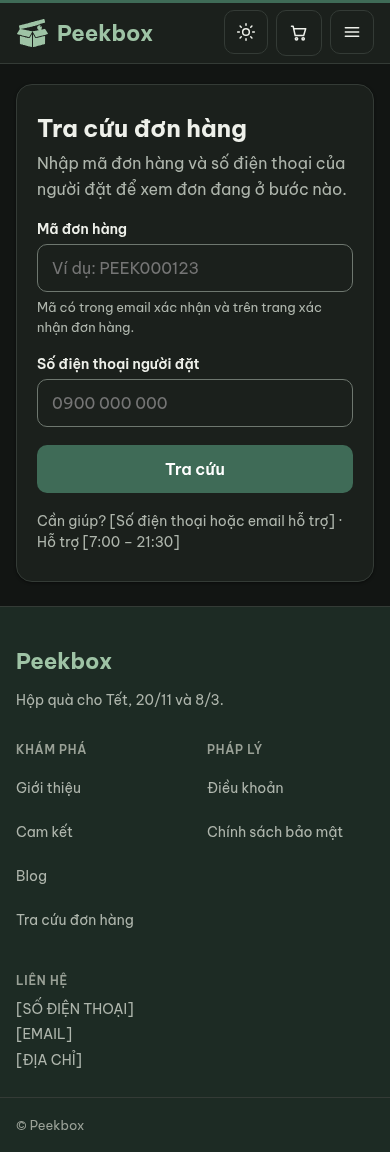 Peekbox
Tra cứu đơn hàng
Nhập mã đơn hàng và số điện thoại của
người đặt để xem đơn đang ở bước nào.
Mã đơn hàng
Ví dụ: PEEK000123
Mã có trong email xác nhận và trên trang xác
nhận đơn hàng.
Số điện thoại người đặt
0900 000 000
Tra cứu
Cần giúp? [Số điện thoại hoặc email hỗ trợ] ·
Hỗ trợ [7:00 – 21:30]
Peekbox
Hộp quà cho Tết, 20/11 và 8/3.
KHÁM PHÁ
Giới thiệu
Cam kết
Blog
Tra cứu đơn hàng
PHÁP LÝ
Điều khoản
Chính sách bảo mật
LIÊN HỆ
[SỐ ĐIỆN THOẠI]
[EMAIL]
[ĐỊA CHỈ]
© Peekbox